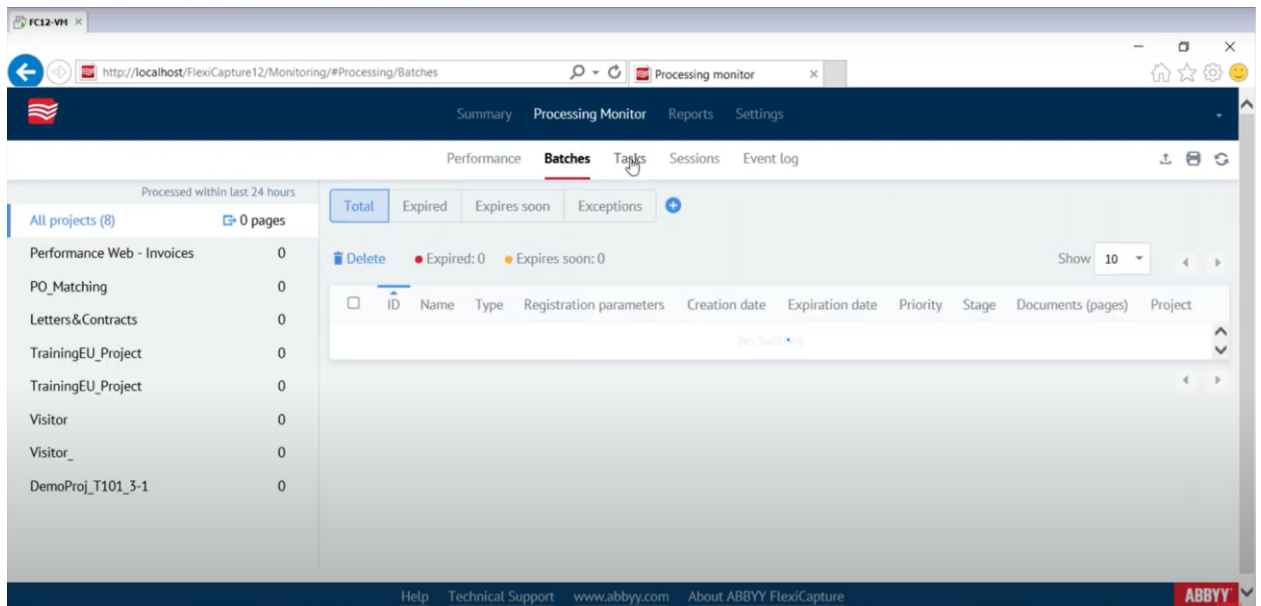 FC12-VM
http://localhost/FlexiCapture12/Monitoring/#Processing/Batches
Processing monitor
Summary Processing Monitor Reports Settings
Performance Batches Tasks Sessions Event log
Processed within last 24 hours
All projects (8) 0 pages
Performance Web - Invoices 0
PO_Matching 0
Letters&Contracts 0
TrainingEU_Project 0
TrainingEU_Project 0
Visitor 0
Visitor_ 0
DemoProj_T101_3-1 0
Total Expired Expires soon Exceptions
Delete Expired: 0 Expires soon: 0 Show 10
ID Name Type Registration parameters Creation date Expiration date Priority Stage Documents (pages) Project
No
Help Technical Support www.abbyy.com About ABBYY FlexiCapture ABBYY